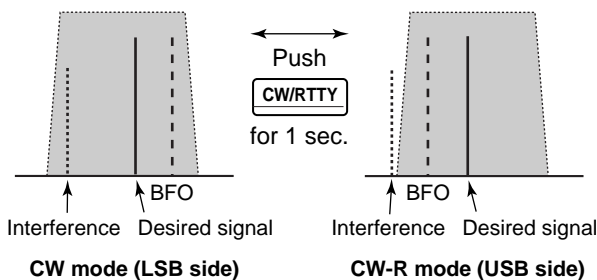 Push
CW/RTTY
for 1 sec.
BFO
Interference Desired signal
CW mode (LSB side)
BFO
Interference Desired signal
CW-R mode (USB side)